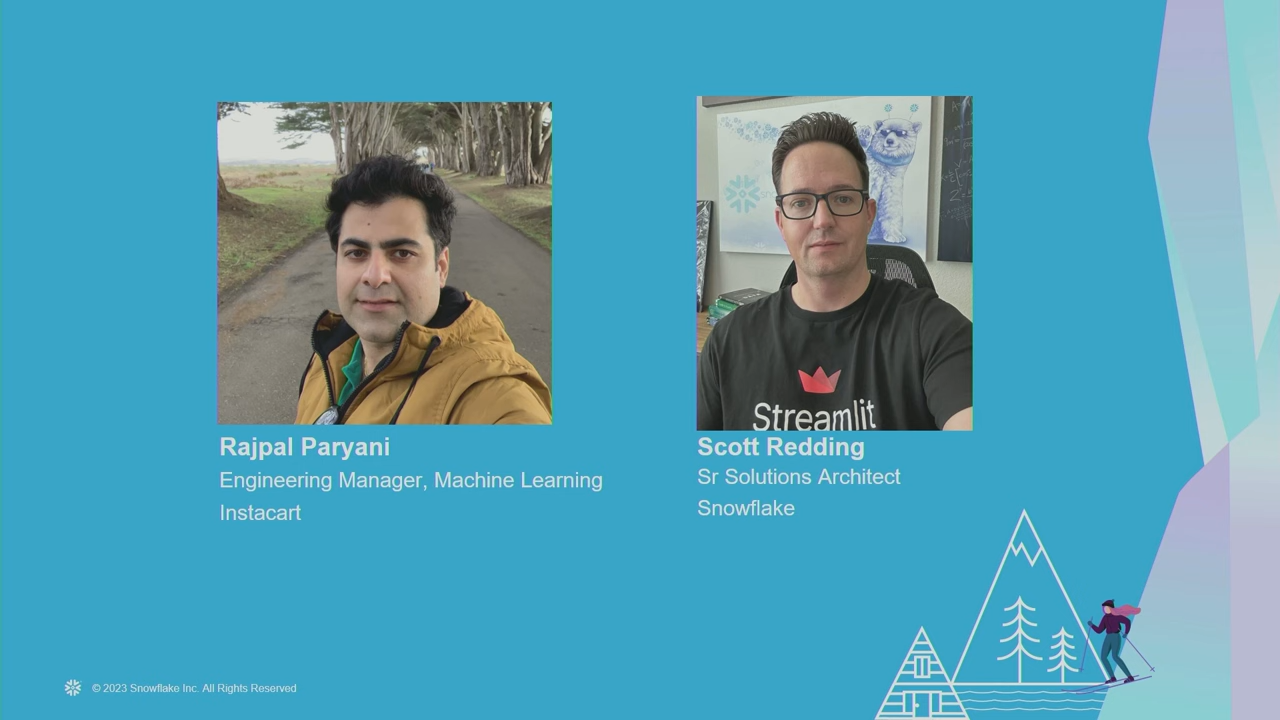 Streamlit
Rajpal Paryani
Engineering Manager, Machine Learning
Instacart
Scott Redding
Sr Solutions Architect
Snowflake
© 2023 Snowflake Inc. All Rights Reserved